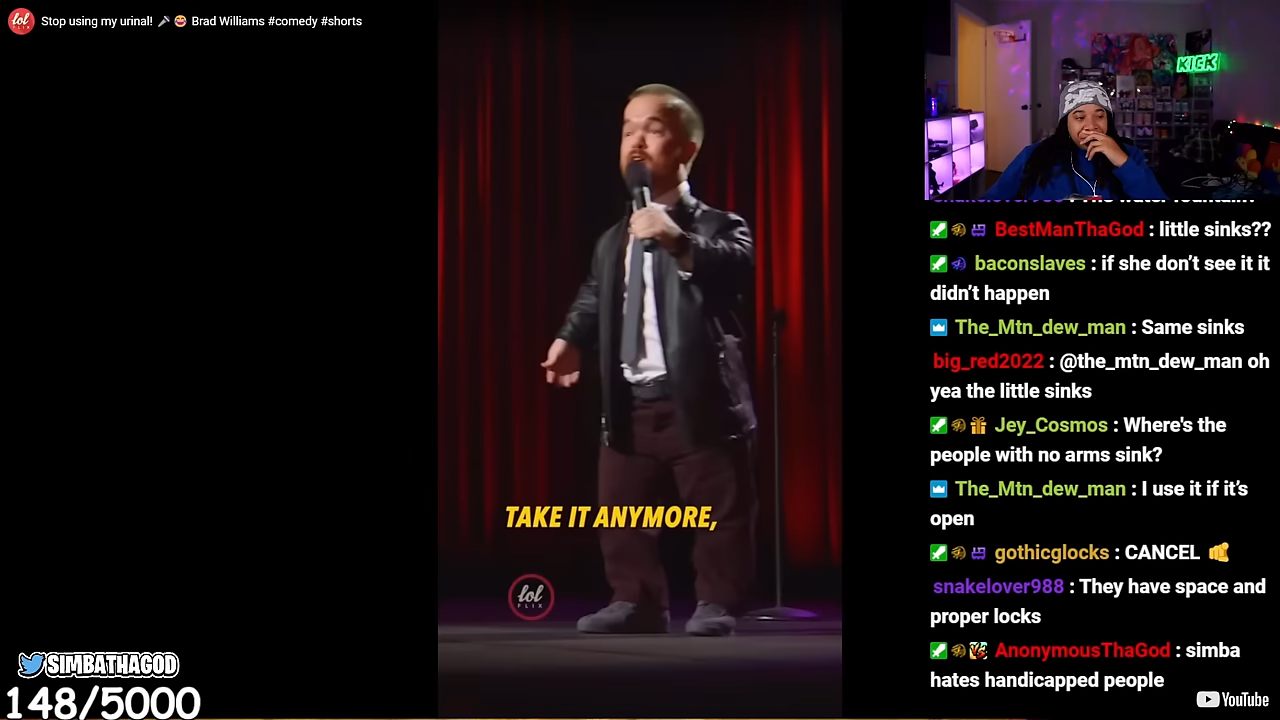 lol
FLIX
Stop using my urinal! 🎤 😂 Brad Williams #comedy #shorts
KICK
BestManThaGod : little sinks??
baconslaves : if she don't see it it
didn't happen
The_Mtn_dew_man : Same sinks
big_red2022 : @the_mtn_dew_man oh
yea the little sinks
Jey_Cosmos : Where's the
people with no arms sink?
The_Mtn_dew_man : I use it if it's
open
gothicglocks : CANCEL 🫵
snakelover988 : They have space and
proper locks
AnonymousThaGod : simba
hates handicapped people
TAKE IT ANYMORE,
lol
FLIX
SIMBATHAGOD
148/5000
YouTube